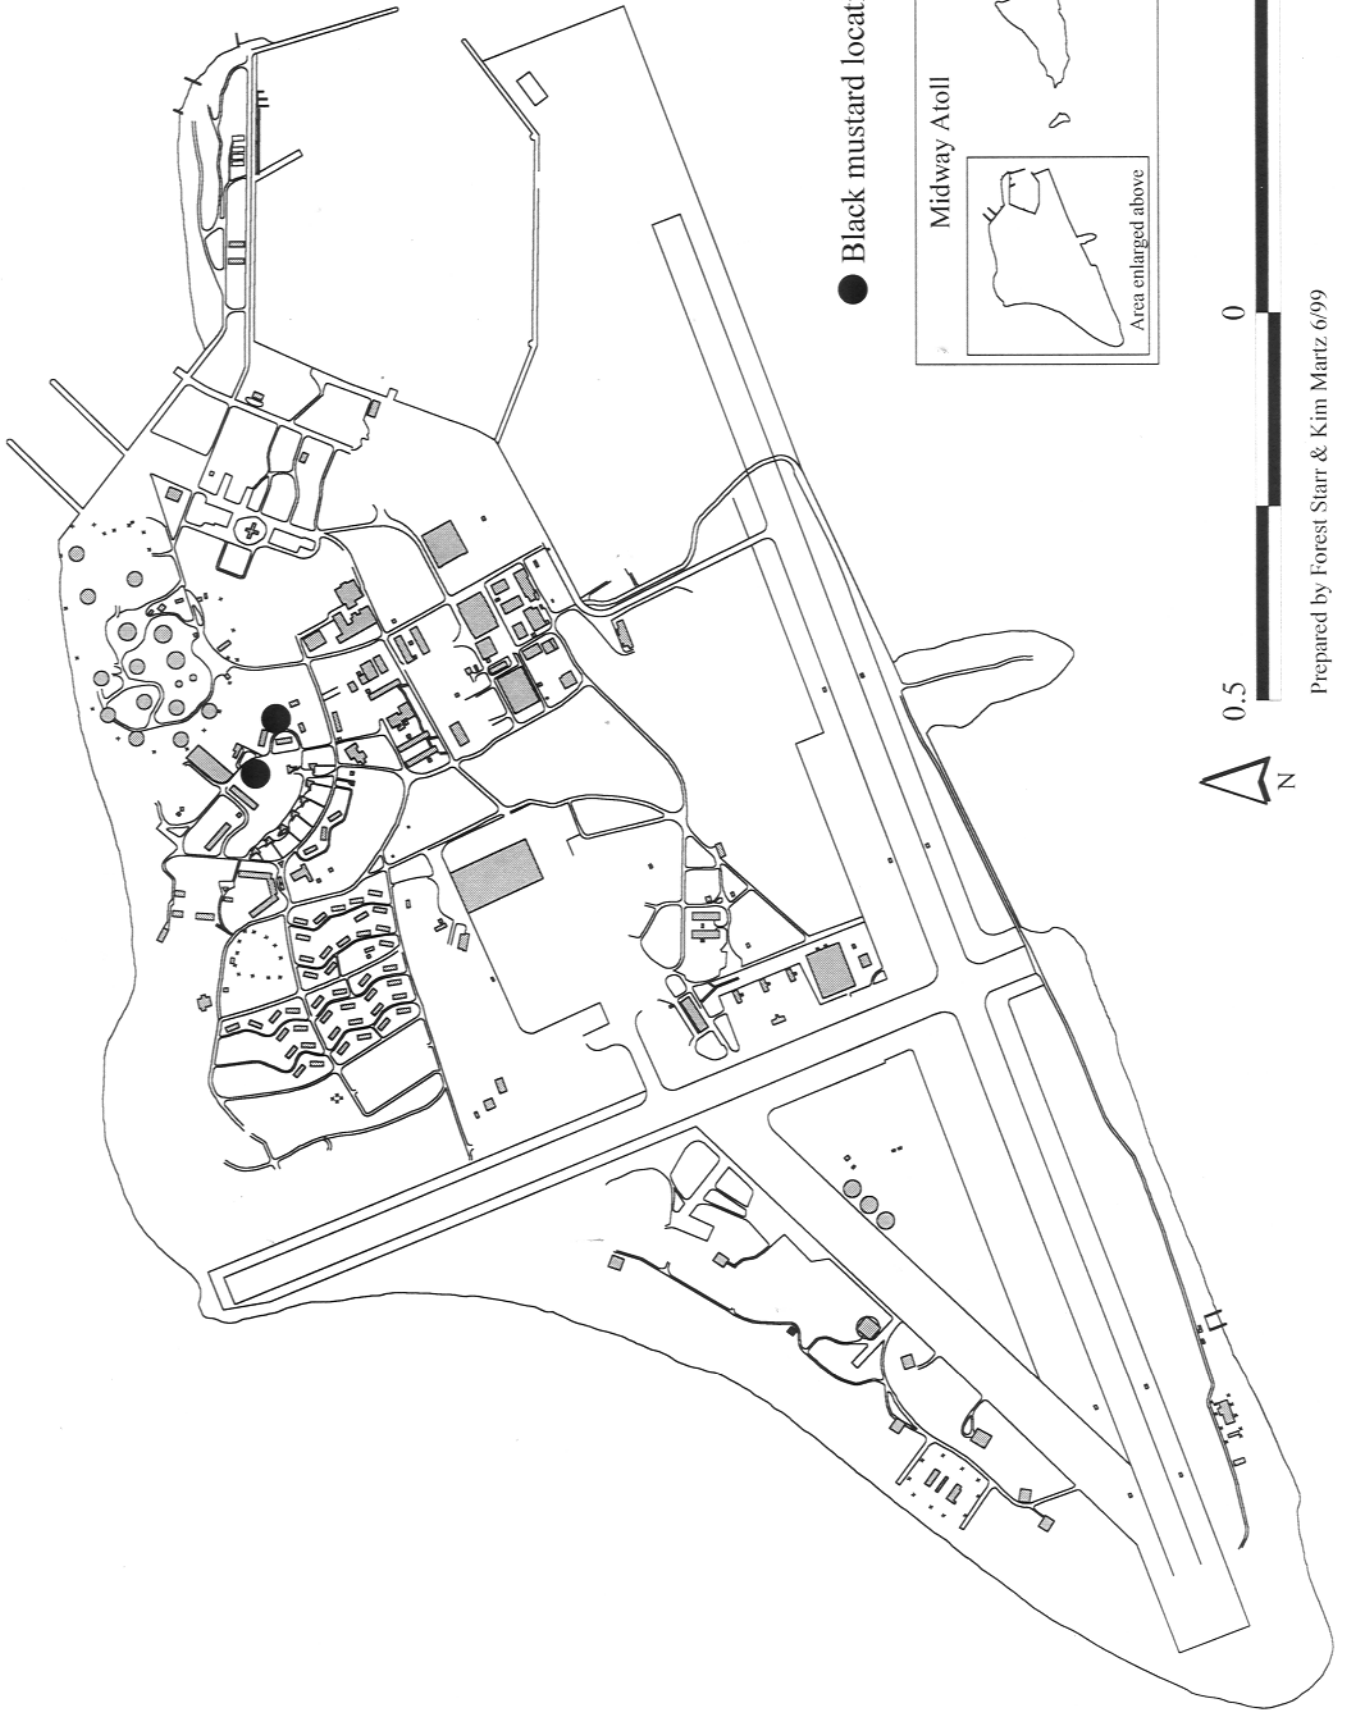 Black mustard locat
Midway Atoll
Area enlarged above
0.5
0
N
Prepared by Forest Starr & Kim Martz 6/99